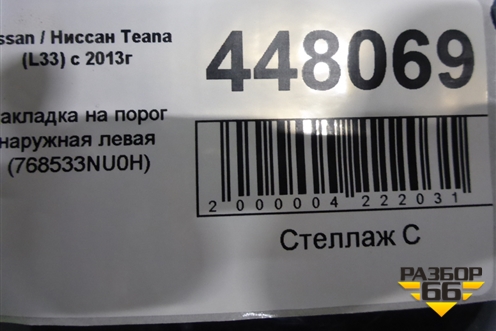 ssan / Ниссан Teana
(L33) с 2013г
акладка на порог
наружная левая
(768533NU0H)
448069
2 000004 222031
Стеллаж С
РАЗБОР
66